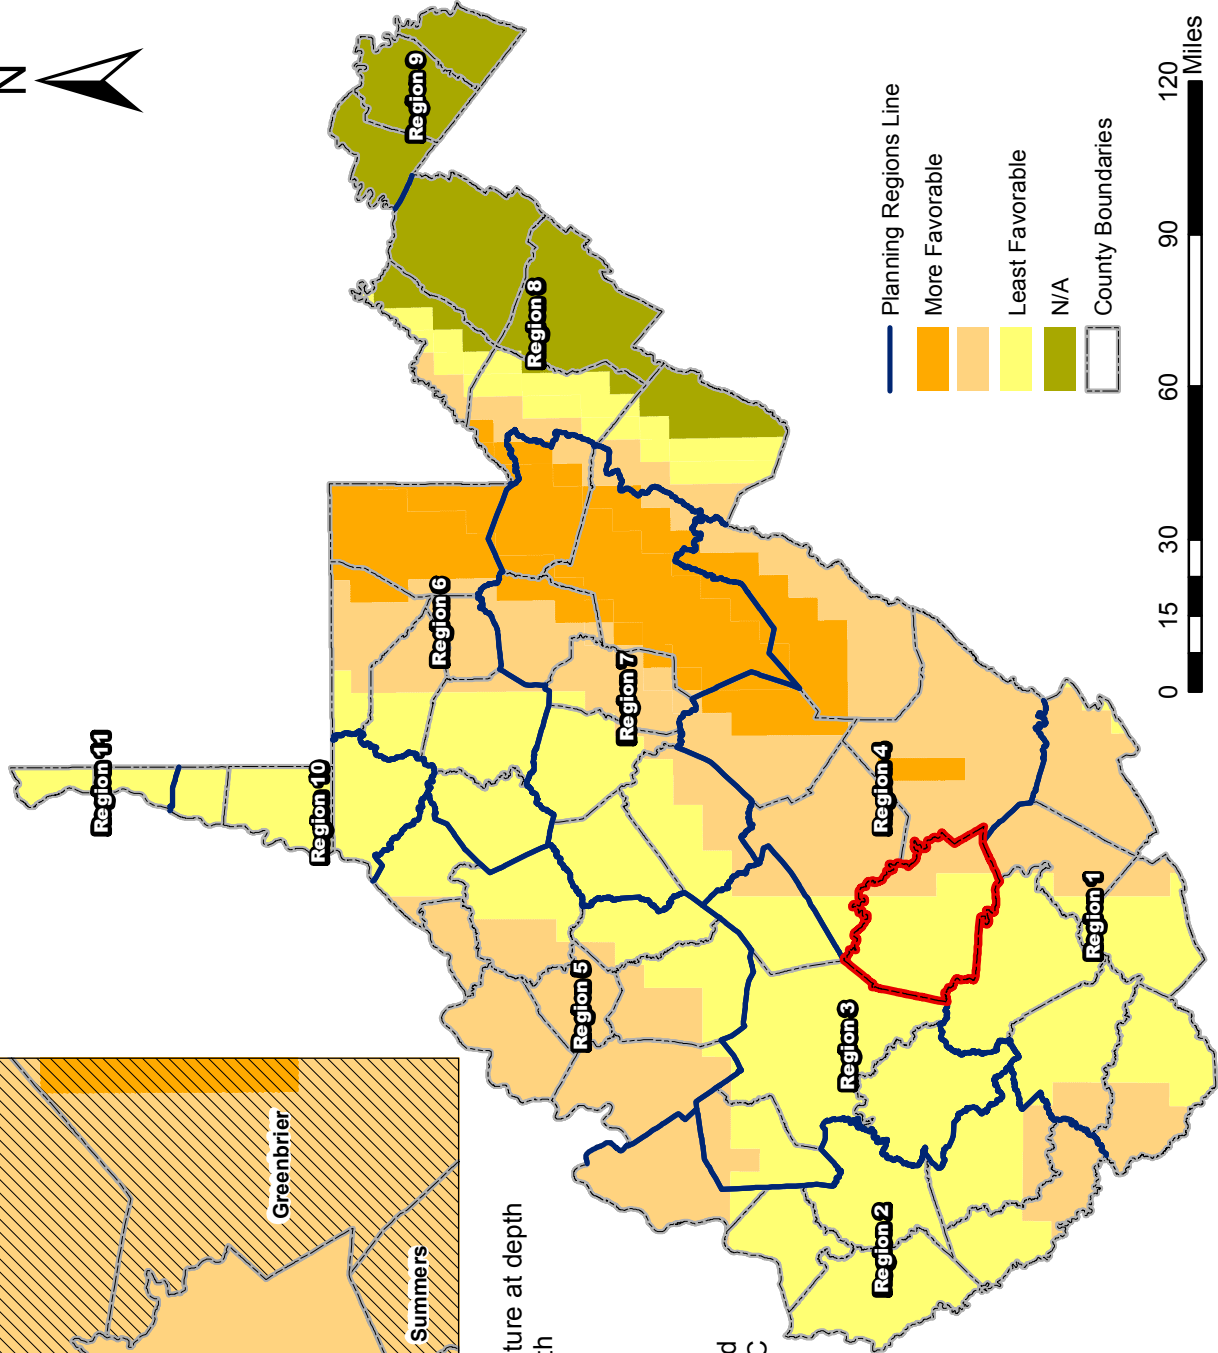 N
Region 9
Region 8
Region 6
Region 7
Region 11
Region 10
Region 5
Region 4
Region 3
Region 1
Region 2
Greenbrier
Summers
ture at depth
th
d
C
Planning Regions Line
More Favorable
Least Favorable
N/A
County Boundaries
0 15 30 60 90 120
Miles